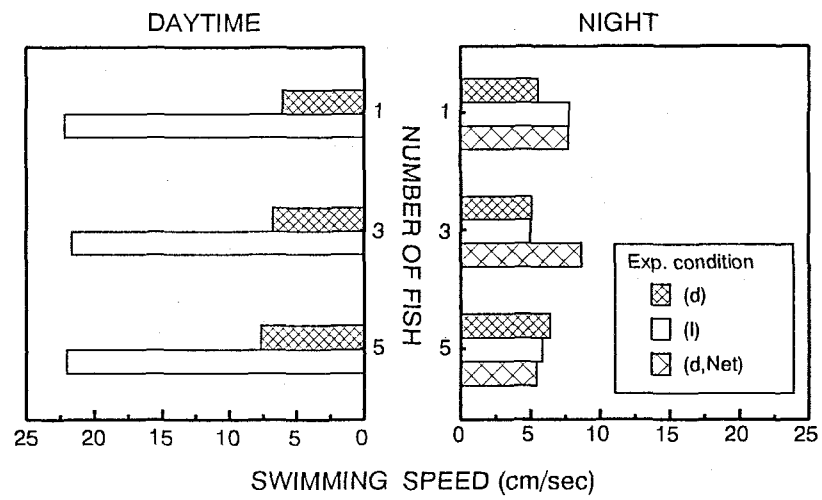 DAYTIME
NIGHT
1
3
5
NUMBER OF FISH
1
3
5
Exp. condition
(d)
(l)
(d,Net)
25 20 15 10 5 0
0 5 10 15 20 25
SWIMMING SPEED (cm/sec)